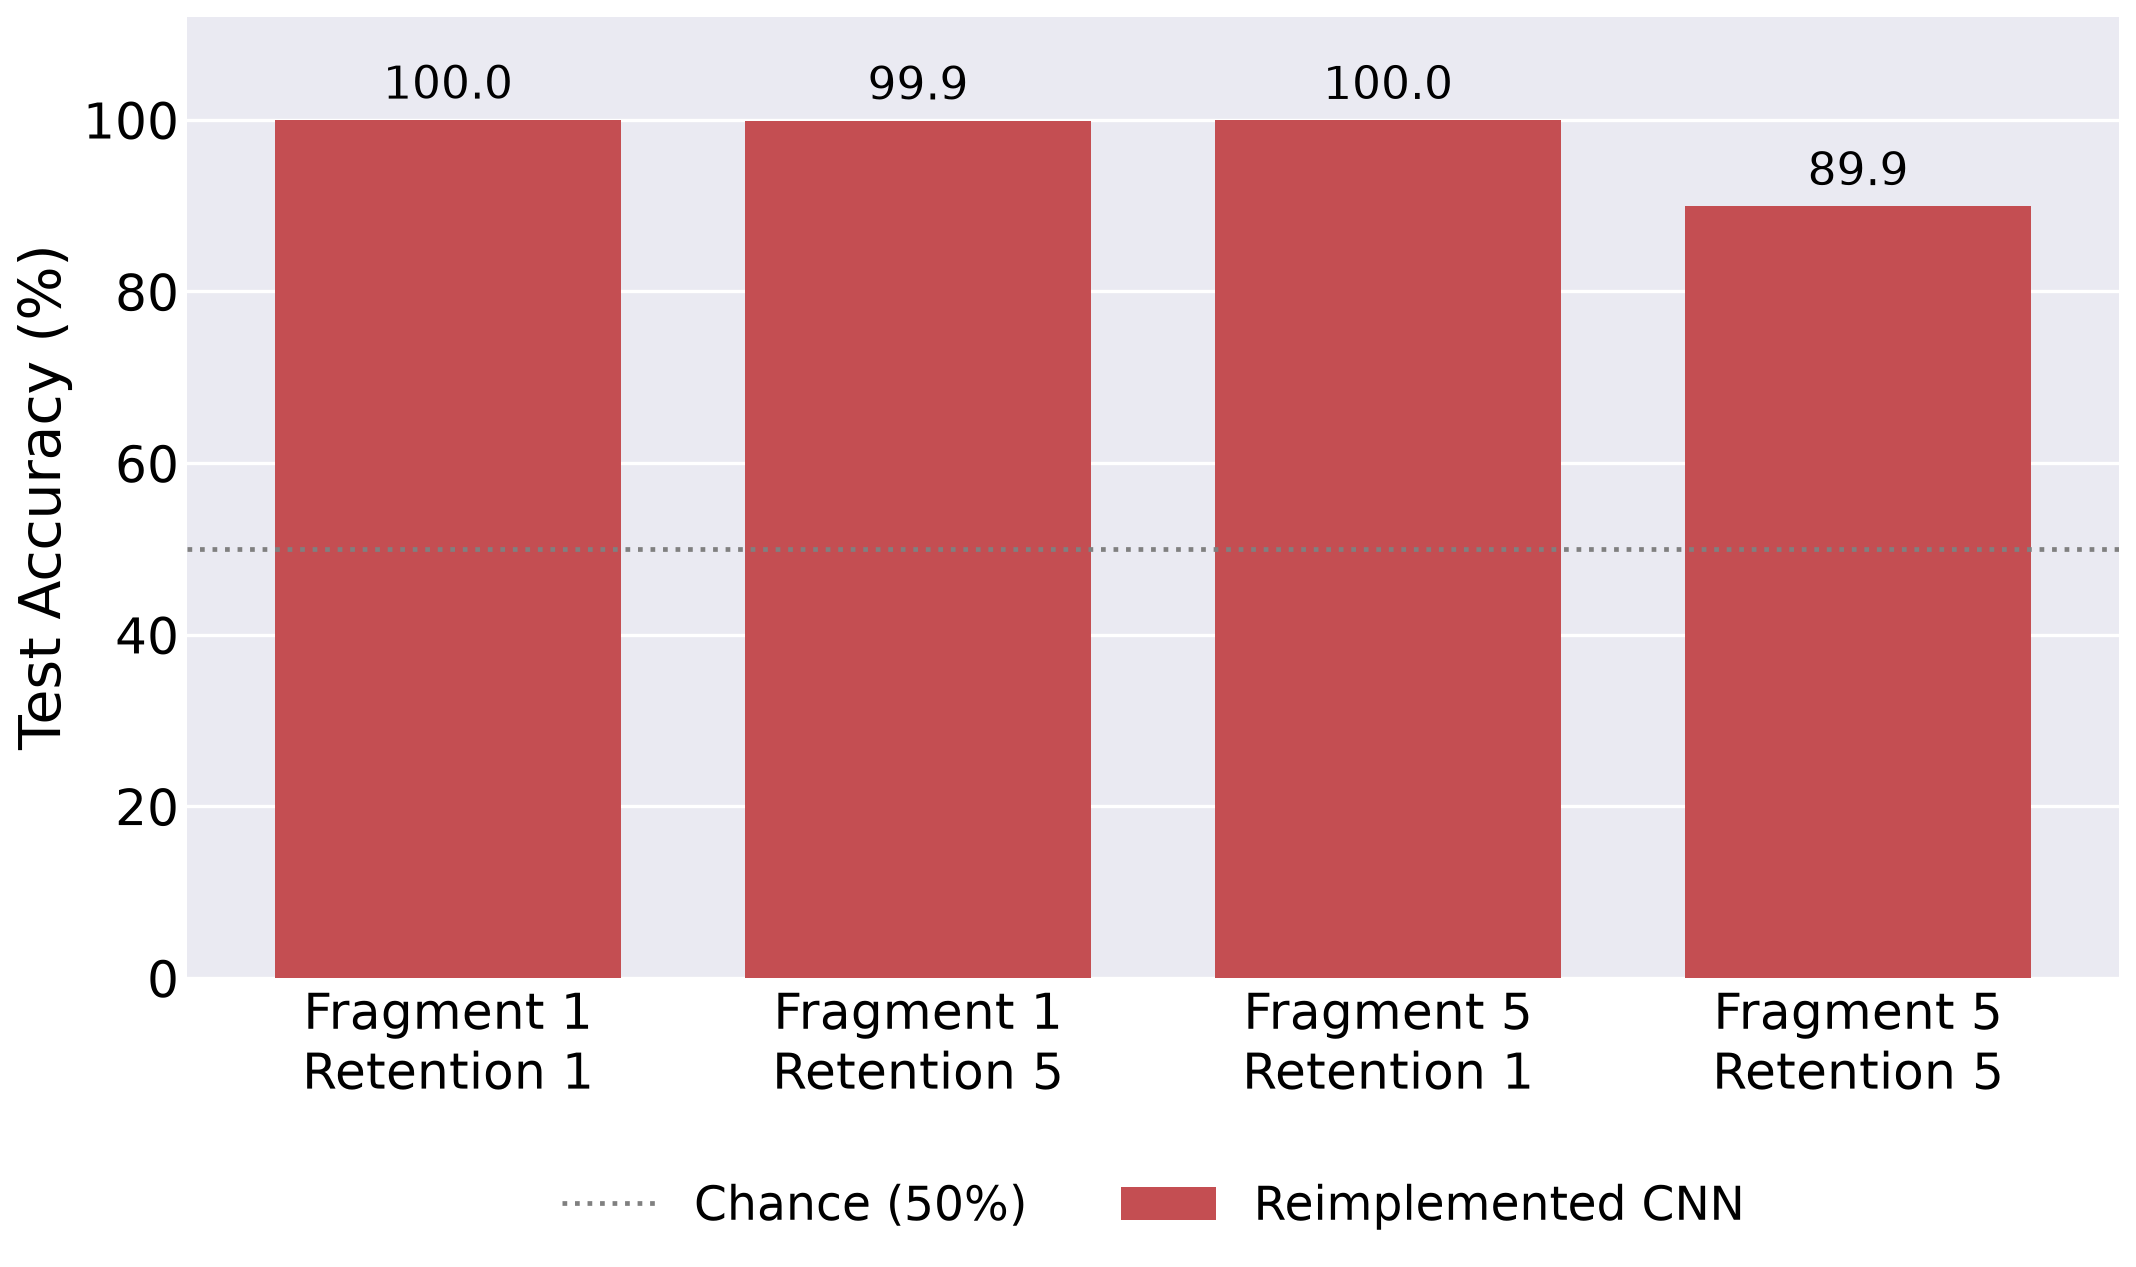 100.0
99.9
100.0
89.9
Test Accuracy (%)
100
80
60
40
20
0
Fragment 1
Retention 1
Fragment 1
Retention 5
Fragment 5
Retention 1
Fragment 5
Retention 5
Chance (50%)
Reimplemented CNN